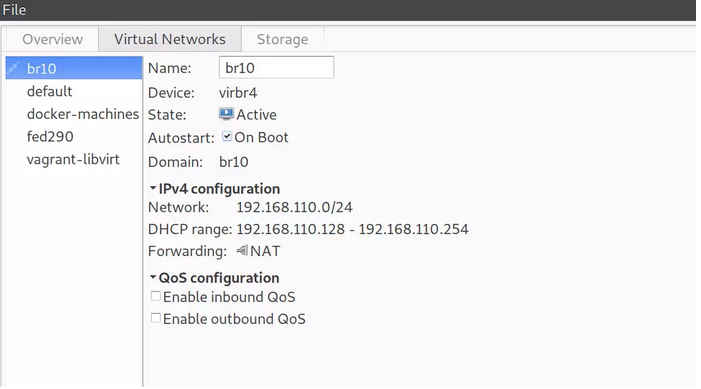 File
Overview Virtual Networks Storage
br10
default
docker-machines
fed290
vagrant-libvirt
Name: br10
Device: virbr4
State: Active
Autostart: On Boot
Domain: br10
IPv4 configuration
Network: 192.168.110.0/24
DHCP range: 192.168.110.128 - 192.168.110.254
Forwarding: NAT
QoS configuration
Enable inbound QoS
Enable outbound QoS